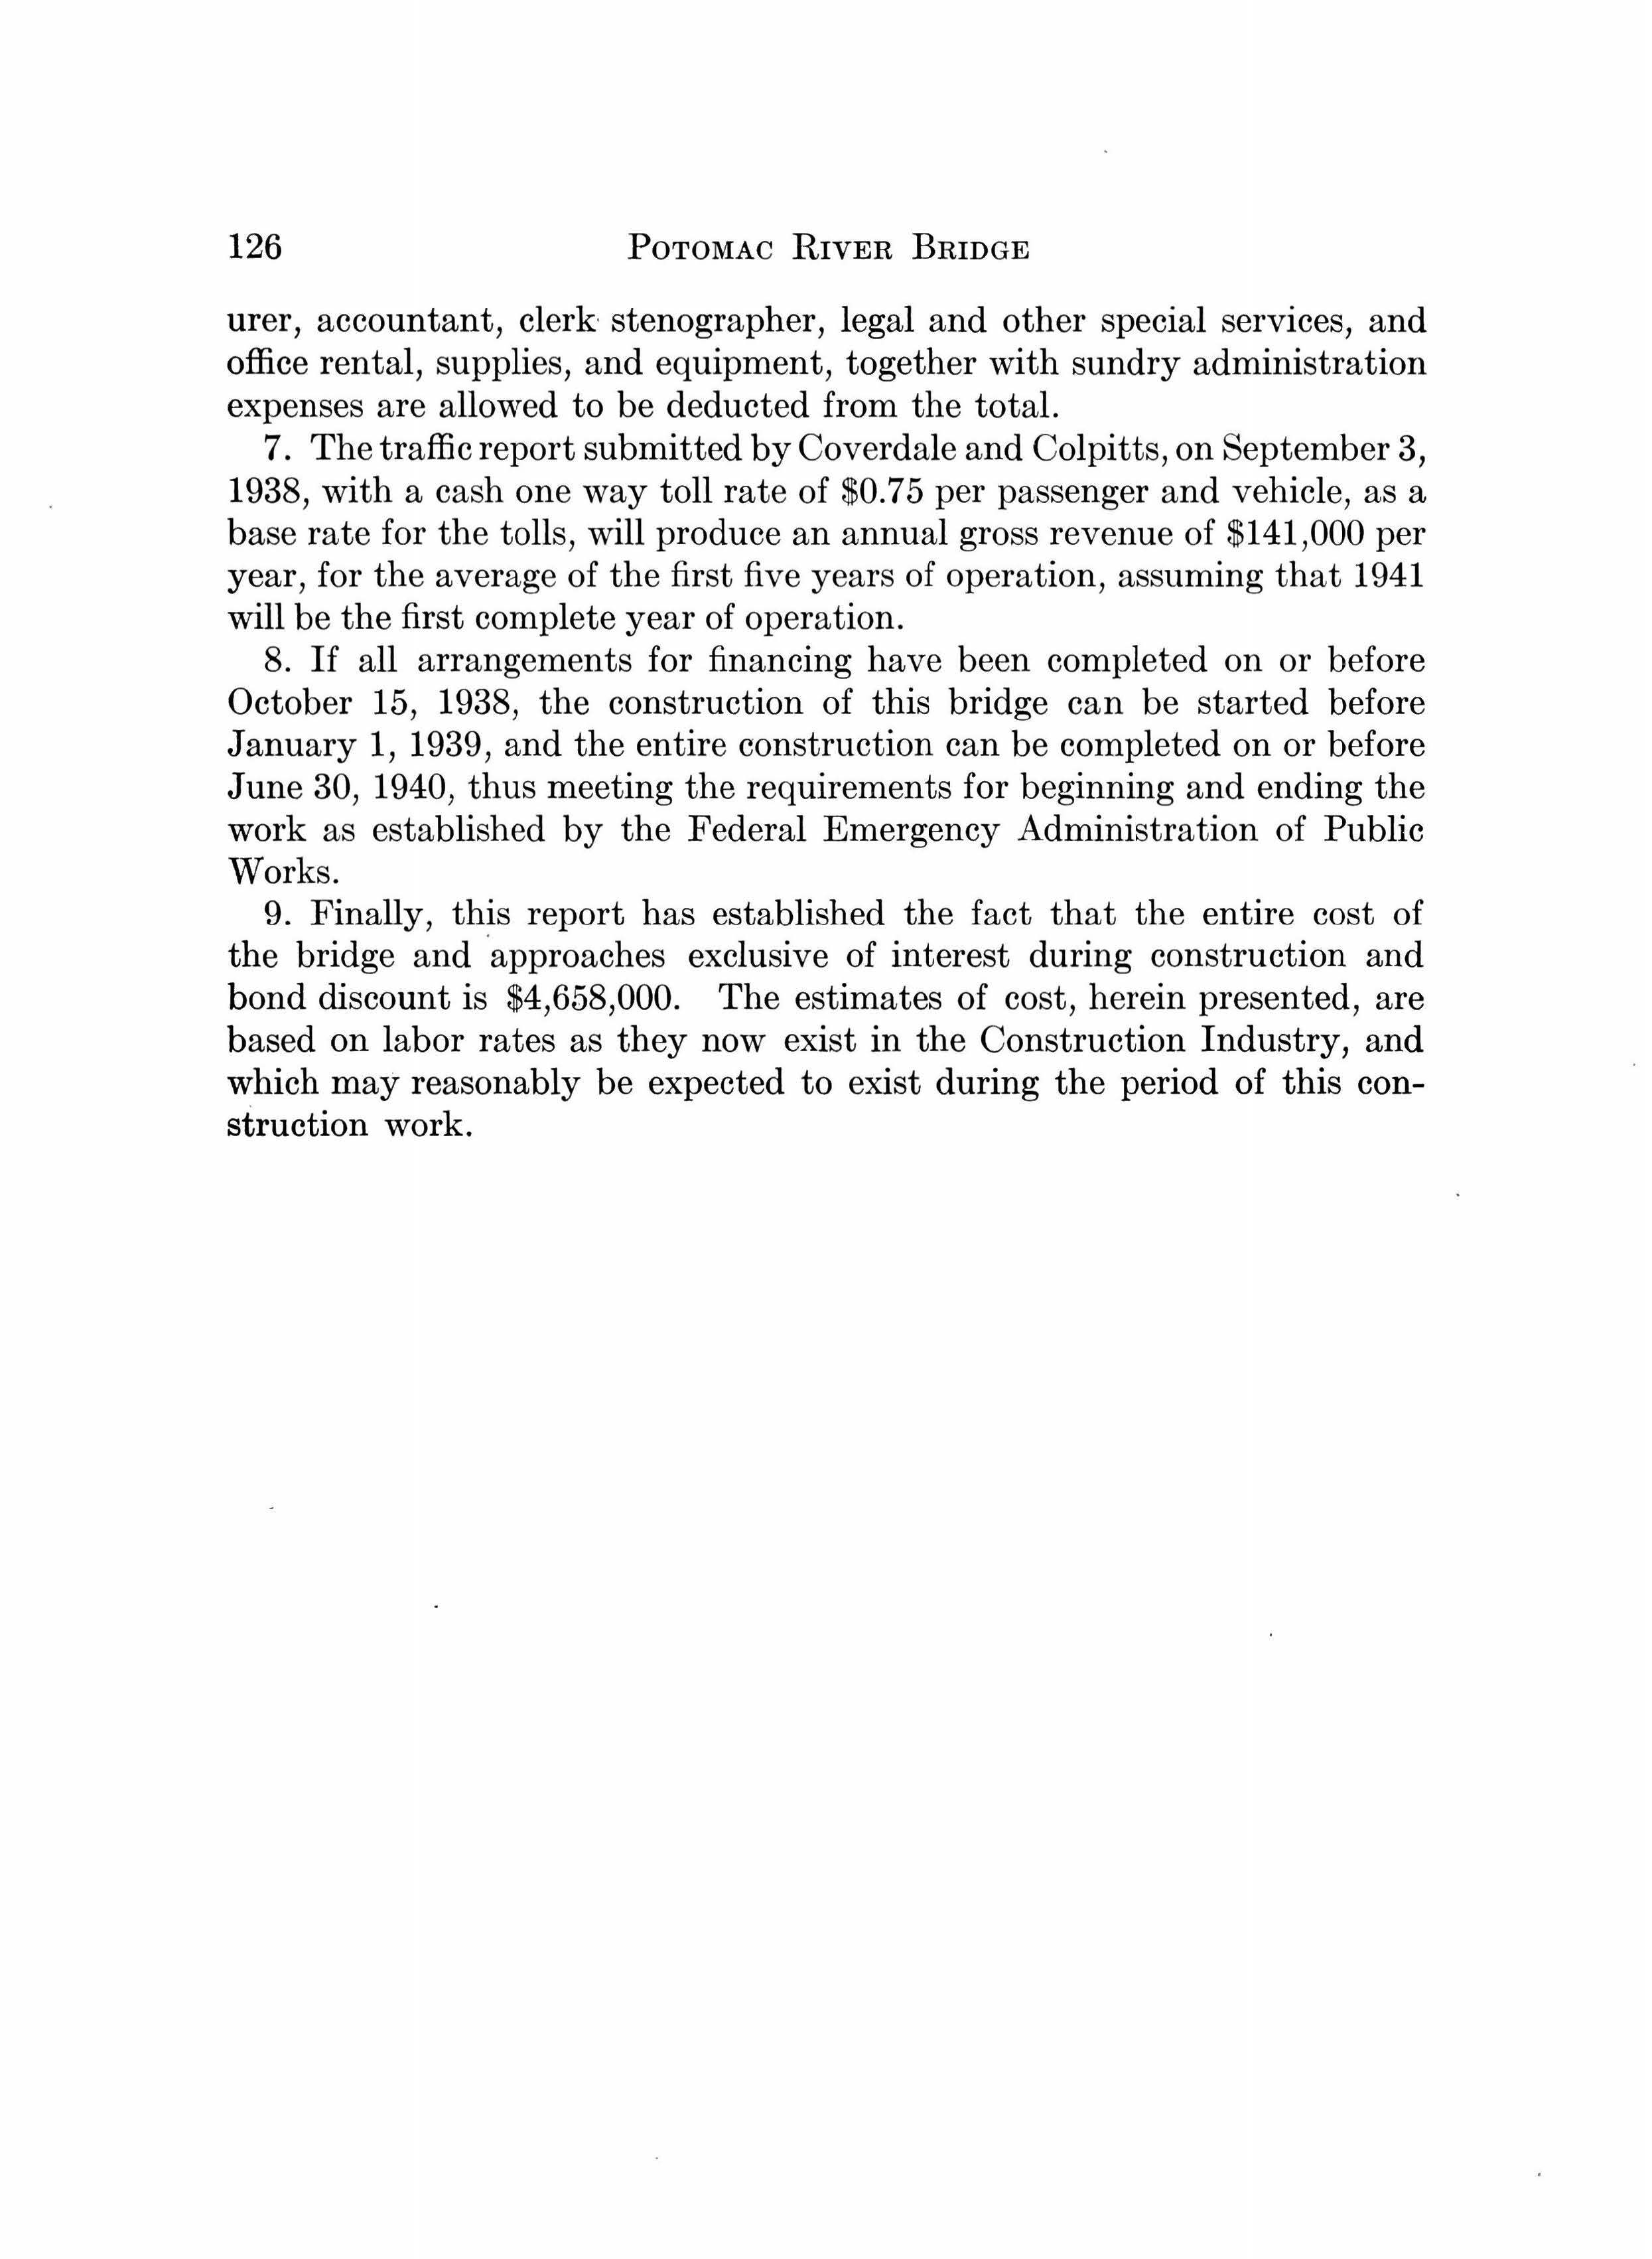 126 POTOMAC RIVER BRIDGE
urer, accountant, clerk stenographer, legal and other special services, and
office rental, supplies, and equipment, together with sundry administration
expenses are allowed to be deducted from the total.
7. The traffic report submitted by Coverdale and Colpitts, on September 3,
1938, with a cash one way toll rate of $0.75 per passenger and vehicle, as a
base rate for the tolls, will produce an annual gross revenue of $141,000 per
year, for the average of the first five years of operation, assuming that 1941
will be the first complete year of operation.
8. If all arrangements for financing have been completed on or before
October 15, 1938, the construction of this bridge can be started before
January 1, 1939, and the entire construction can be completed on or before
June 30, 1940, thus meeting the requirements for beginning and ending the
work as established by the Federal Emergency Administration of Public
Works.
9. Finally, this report has established the fact that the entire cost of
the bridge and approaches exclusive of interest during construction and
bond discount is $4,658,000. The estimates of cost, herein presented, are
based on labor rates as they now exist in the Construction Industry, and
which may reasonably be expected to exist during the period of this con-
struction work.